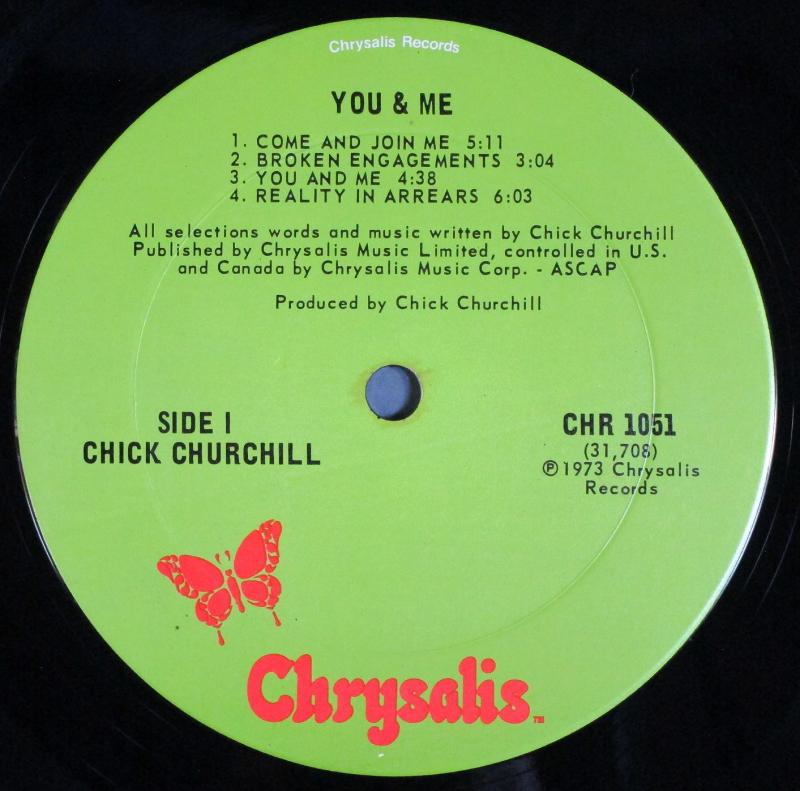 Chrysalis Records
YOU & ME
1. COME AND JOIN ME 5:11
2. BROKEN ENGAGEMENTS 3:04
3. YOU AND ME 4:38
4. REALITY IN ARREARS 6:03
All selections words and music written by Chick Churchill
Published by Chrysalis Music Limited, controlled in U.S.
and Canada by Chrysalis Music Corp. - ASCAP
Produced by Chick Churchill
SIDE I
CHICK CHURCHILL
CHR 1051
(31,708)
℗1973 Chrysalis
Records
Chrysalis™